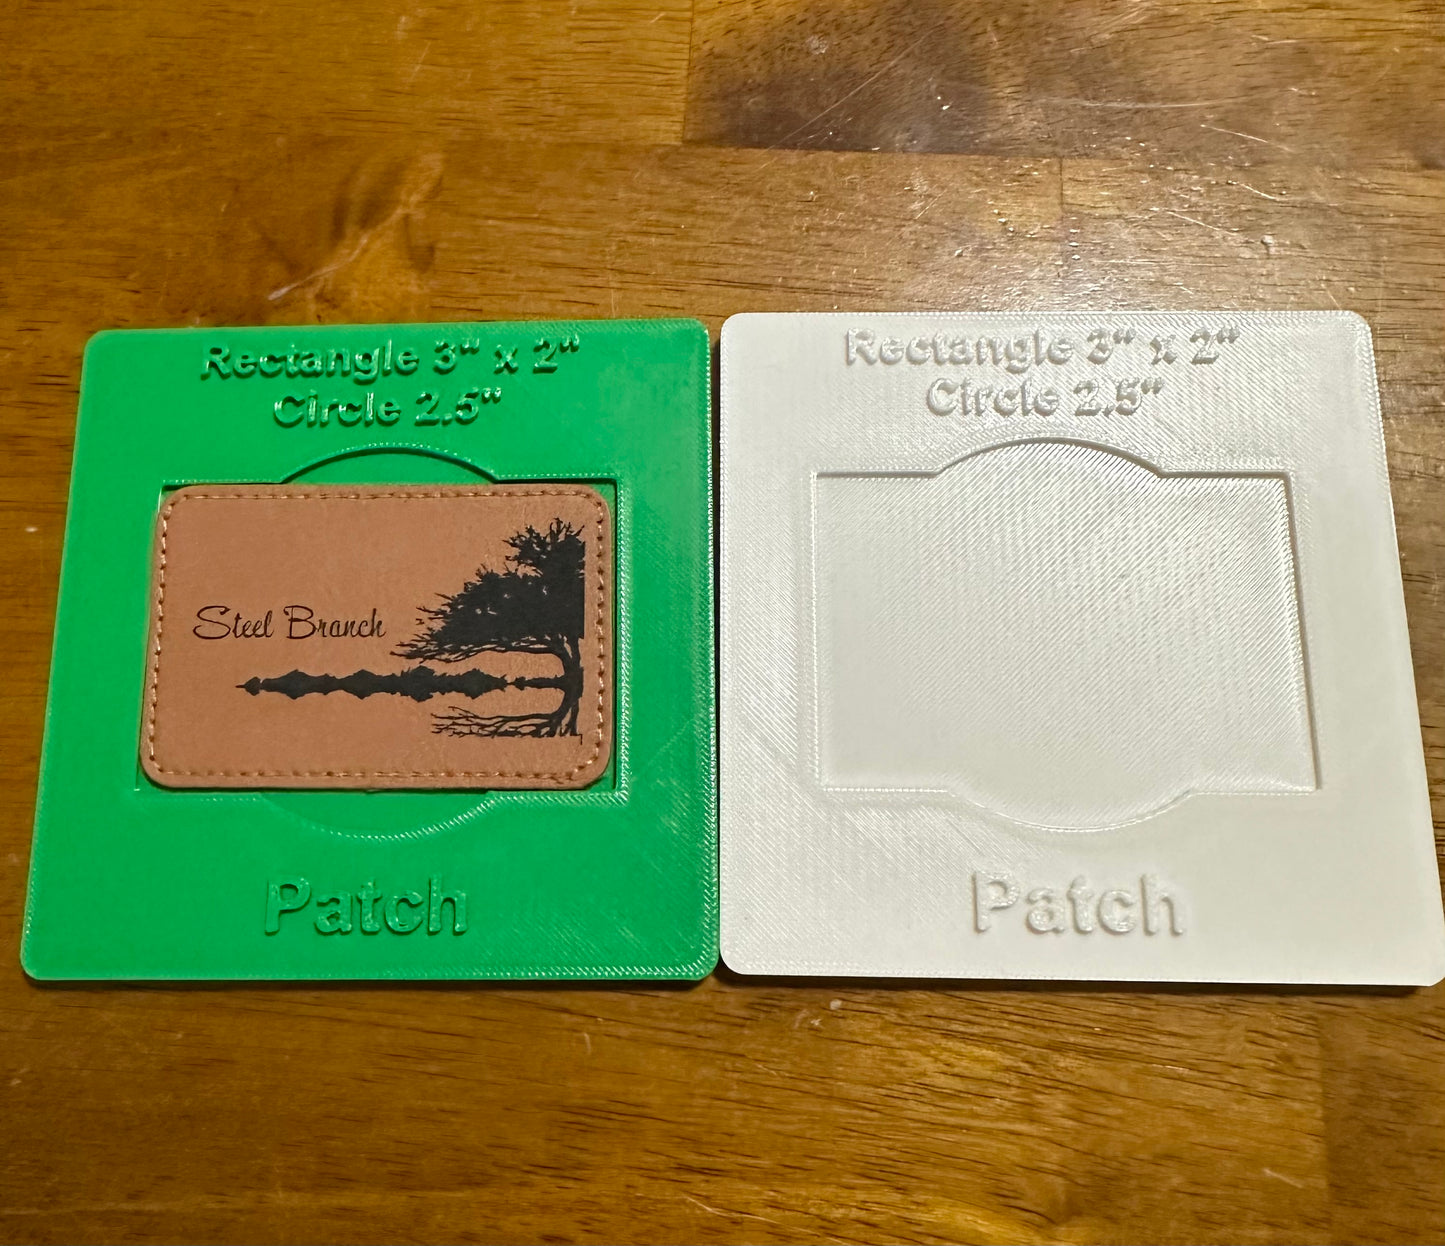 Rectangle 3" x 2"
Circle 2.5"
Steel Branch
Patch
Rectangle 3" x 2"
Circle 2.5"
Patch